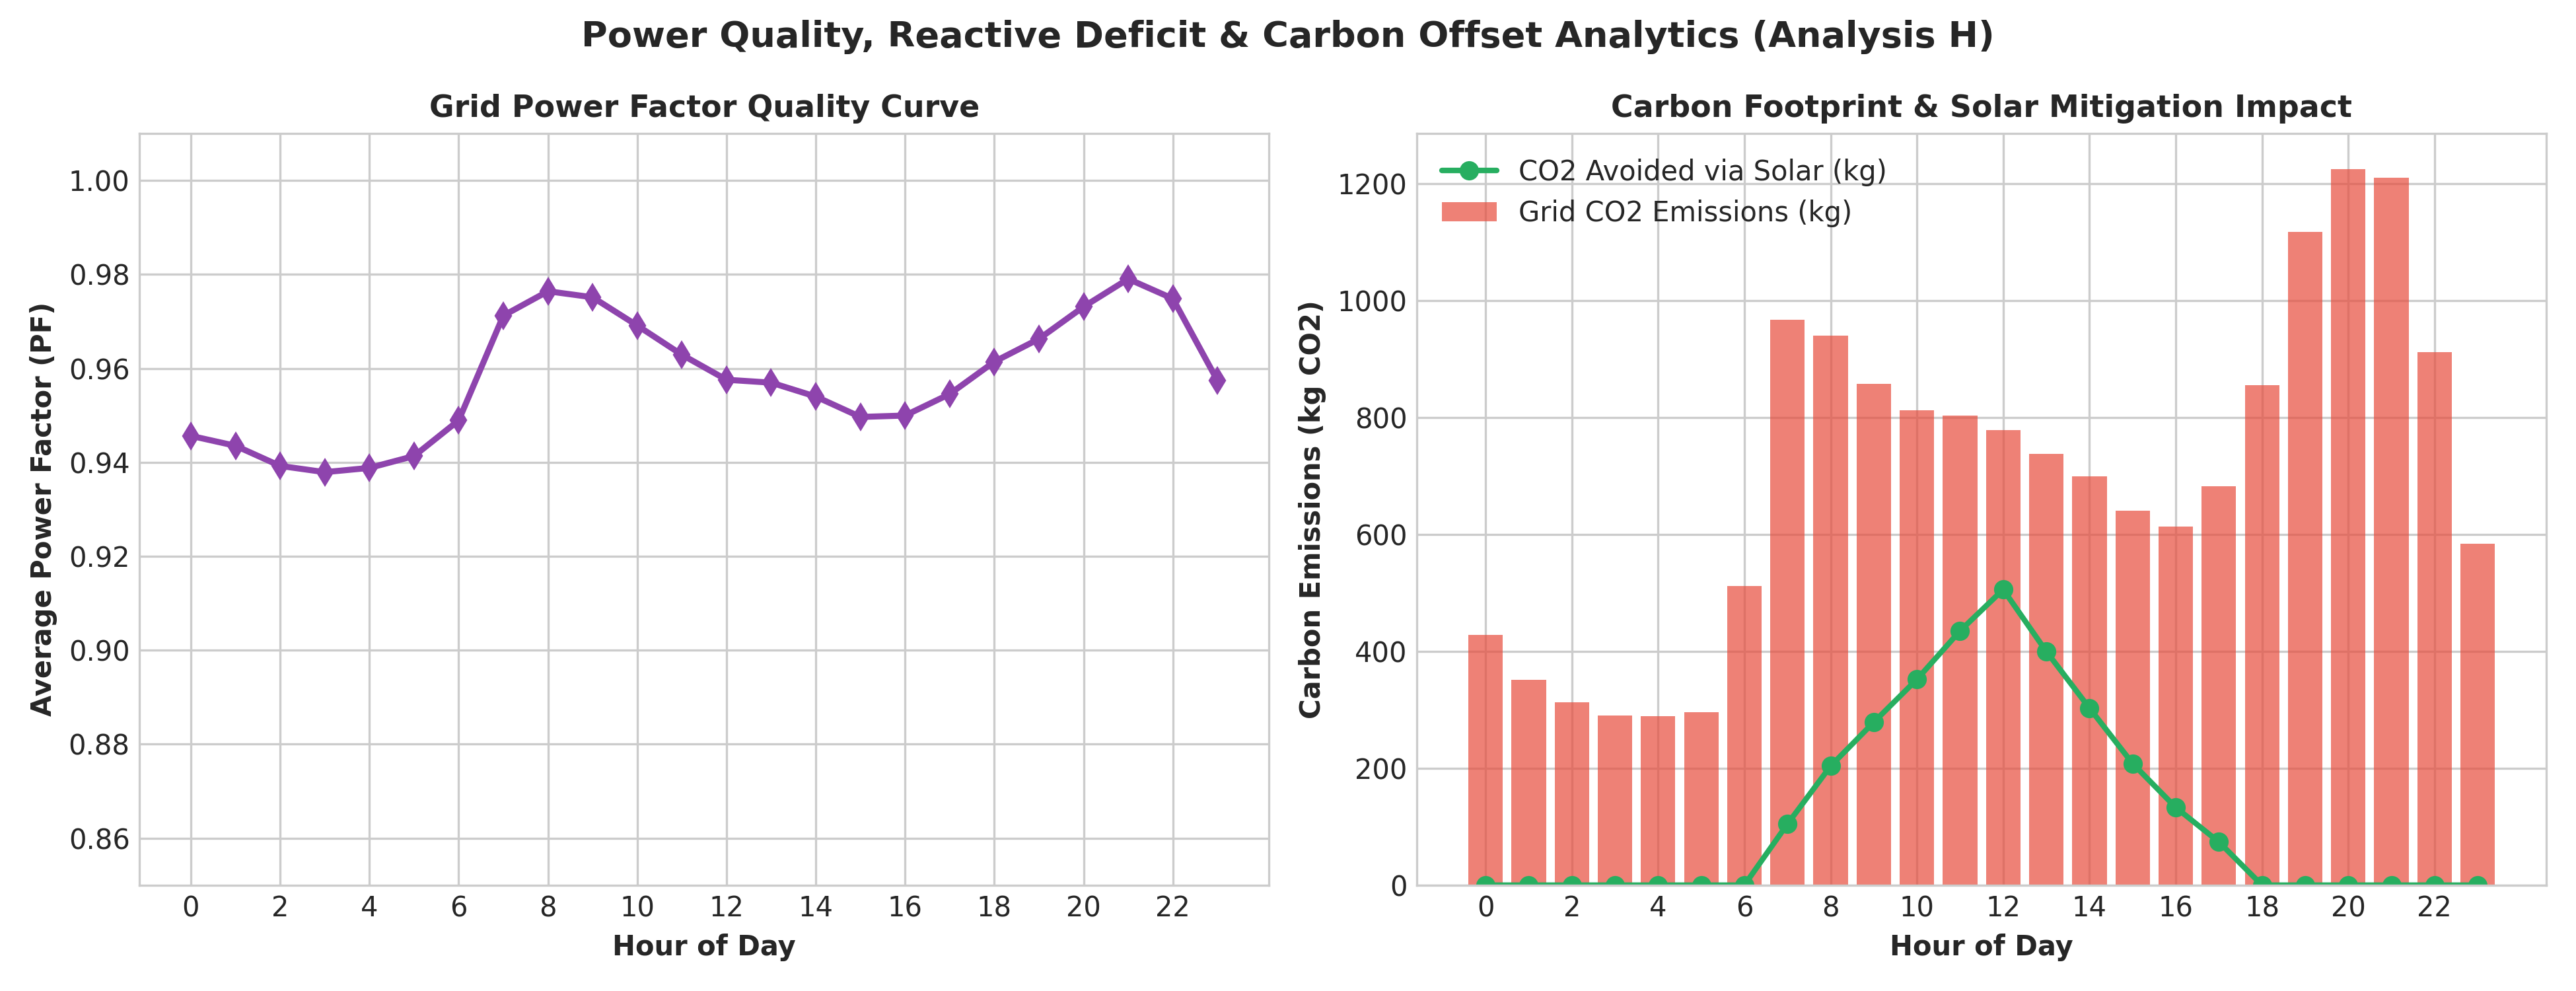 Power Quality, Reactive Deficit & Carbon Offset Analytics (Analysis H)
Grid Power Factor Quality Curve
Average Power Factor (PF)
1.00
0.98
0.96
0.94
0.92
0.90
0.88
0.86
0 2 4 6 8 10 12 14 16 18 20 22
Hour of Day
Carbon Footprint & Solar Mitigation Impact
CO2 Avoided via Solar (kg)
Grid CO2 Emissions (kg)
Carbon Emissions (kg CO2)
1200
1000
800
600
400
200
0
0 2 4 6 8 10 12 14 16 18 20 22
Hour of Day